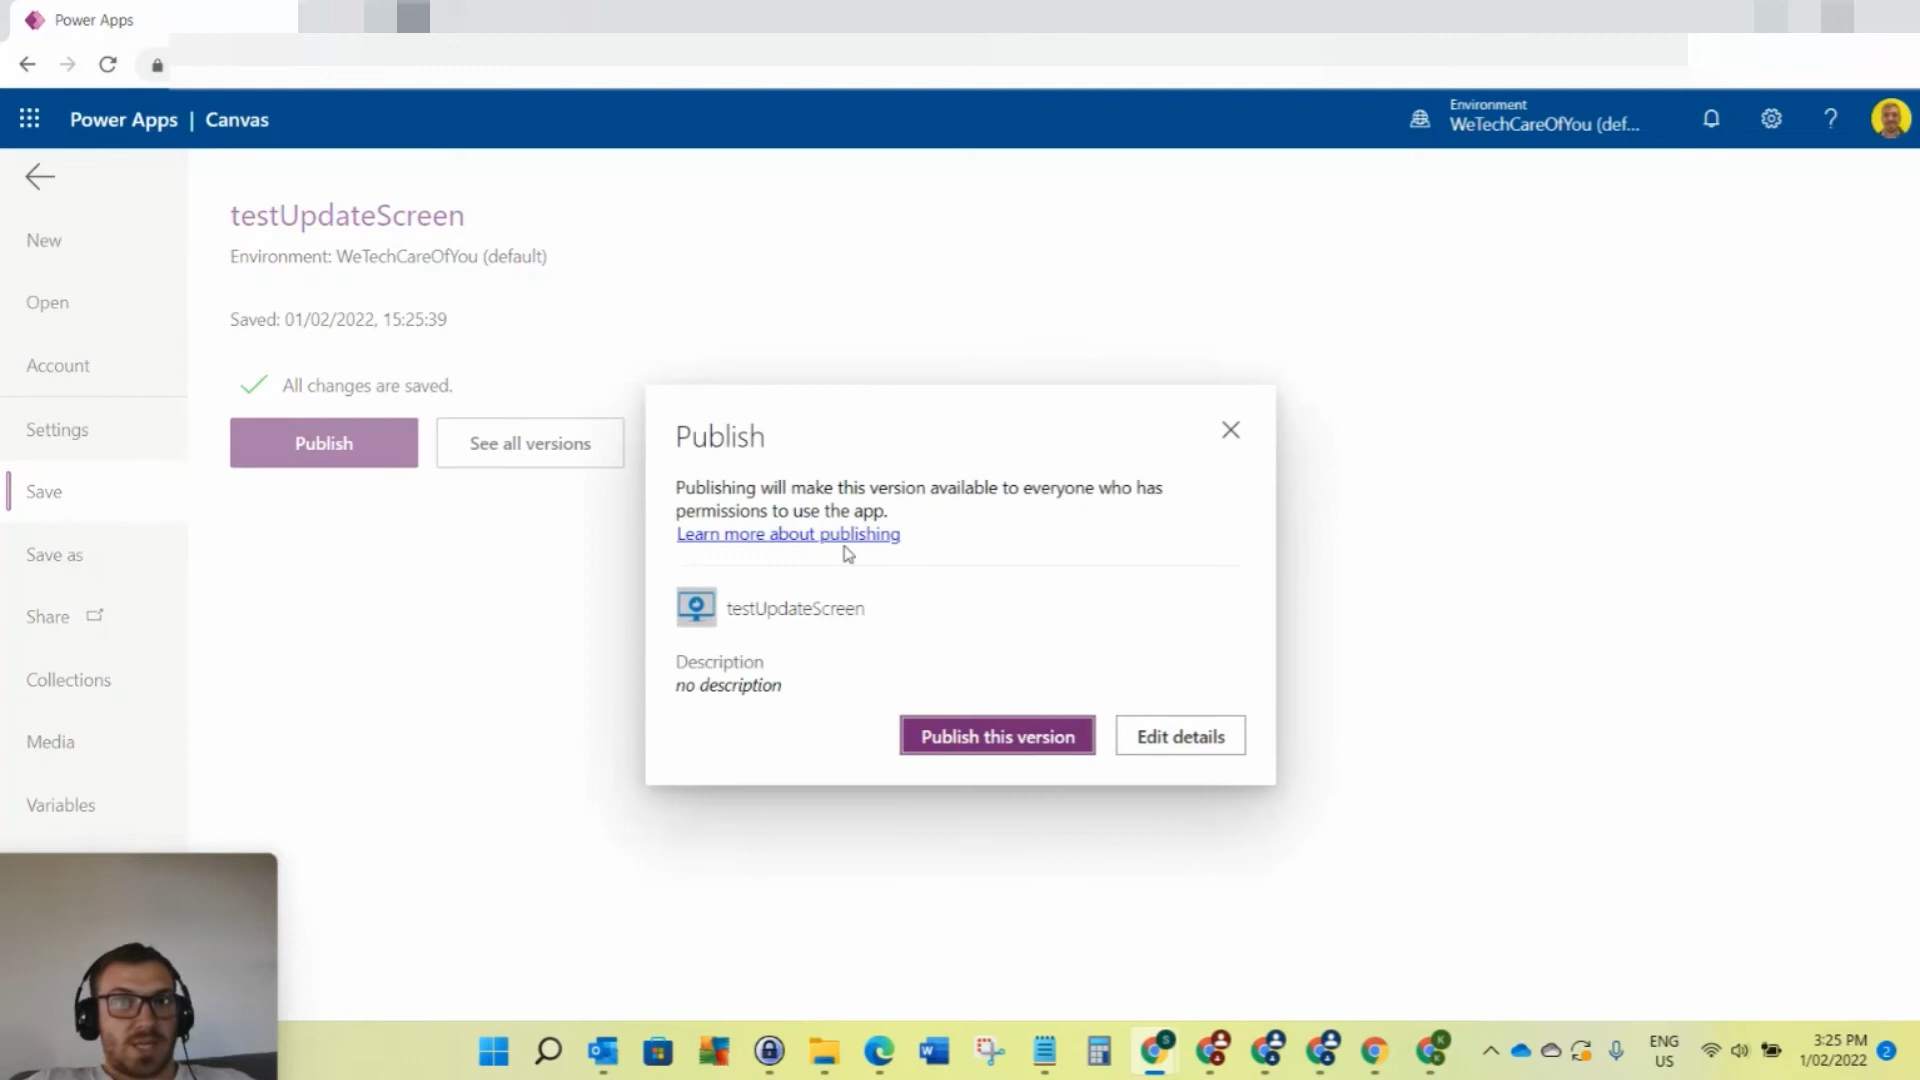 Power Apps
Power Apps | Canvas
Environment
WeTechCareOfYou (def...
?
New
Open
Account
Settings
Save
Save as
Share
Collections
Media
Variables
testUpdateScreen
Environment: WeTechCareOfYou (default)
Saved: 01/02/2022, 15:25:39
All changes are saved.
Publish
See all versions
Publish
Publishing will make this version available to everyone who has
permissions to use the app.
Learn more about publishing
testUpdateScreen
Description
no description
Publish this version
Edit details
S
K
K
ENG
US
3:25 PM
1/02/2022
2